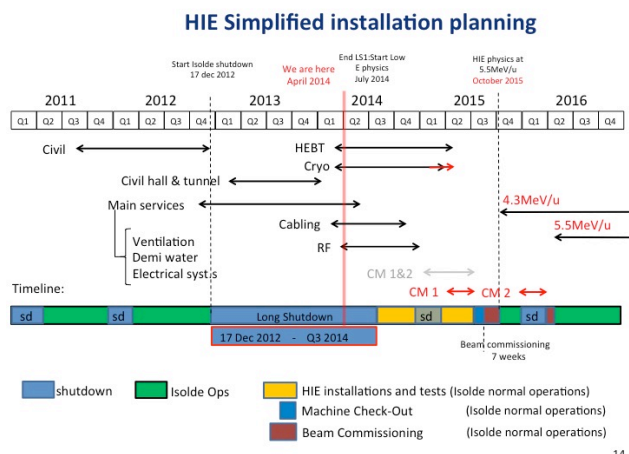 HIE Simplified installation planning
Start Isolde shutdown
17 dec 2012
We are here
April 2014
End LS1:Start Low
E physics
July 2014
HIE physics at
5.5MeV/u
October 2015
2011 2012 2013 2014 2015 2016
Q1 Q2 Q3 Q4 Q1 Q2 Q3 Q4 Q1 Q2 Q3 Q4 Q1 Q2 Q3 Q4 Q1 Q2 Q3 Q4 Q1 Q2 Q3 Q4
Civil
HEBT
Cryo
Civil hall & tunnel
Main services
4.3MeV/u
Cabling
5.5MeV/u
Ventilation
Demi water
Electrical systs
RF
CM 1&2
Timeline:
CM 1 CM 2
sd sd Long Shutdown sd sd
17 Dec 2012 - Q3 2014
Beam commissioning
7 weeks
shutdown
Isolde Ops
HIE installations and tests (Isolde normal operations)
Machine Check-Out (Isolde normal operations)
Beam Commissioning (Isolde normal operations)
14